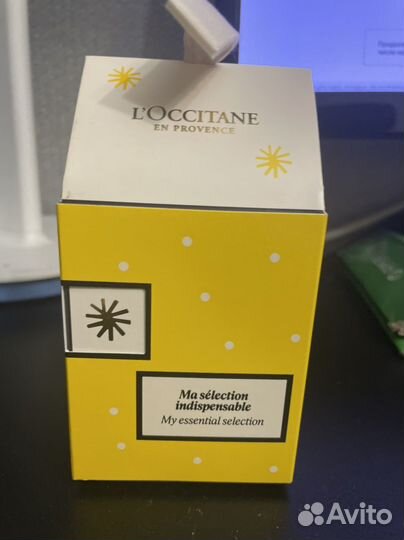 L'OCCITANE
EN PROVENCE
Ma sélection
indispensable
My essential selection
Avito